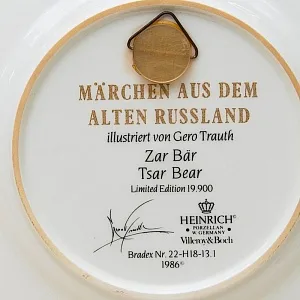 MÄRCHEN AUS DEM
ALTEN RUSSLAND
illustriert von Gero Trauth
Zar Bär
Tsar Bear
Limited Edition 19.900
HEINRICH®
PORZELLAN
W. GERMANY
Villeroy&Boch
Bradex Nr. 22-H18-13.1
1986©